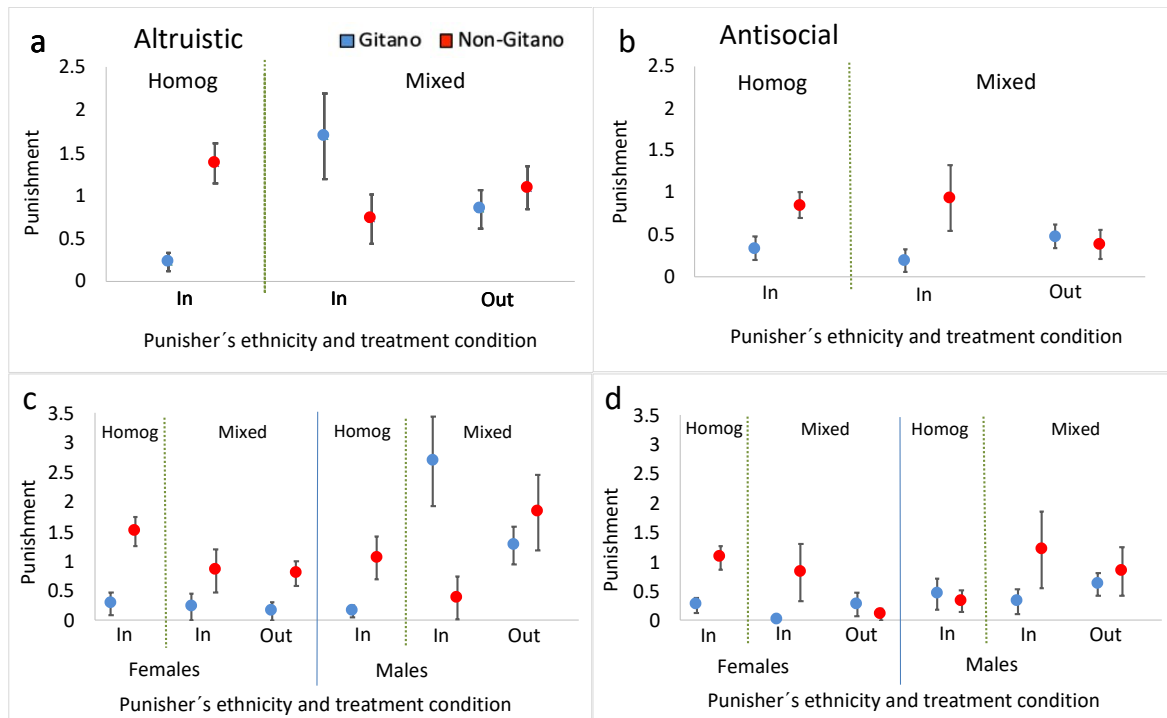 a
Altruistic
Gitano Non-Gitano
Homog Mixed
2.5
2
1.5
1
0.5
0
Punishment
In In Out
Punisher´s ethnicity and treatment condition
b
Antisocial
Homog Mixed
2.5
2
1.5
1
0.5
0
Punishment
In In Out
Punisher´s ethnicity and treatment condition
c
Homog Mixed Homog Mixed
3.5
3
2.5
2
1.5
1
0.5
0
Punishment
In In Out In In Out
Females Males
Punisher´s ethnicity and treatment condition
d
Homog Mixed Homog Mixed
3.5
3
2.5
2
1.5
1
0.5
0
Punishment
In In Out In In Out
Females Males
Punisher´s ethnicity and treatment condition